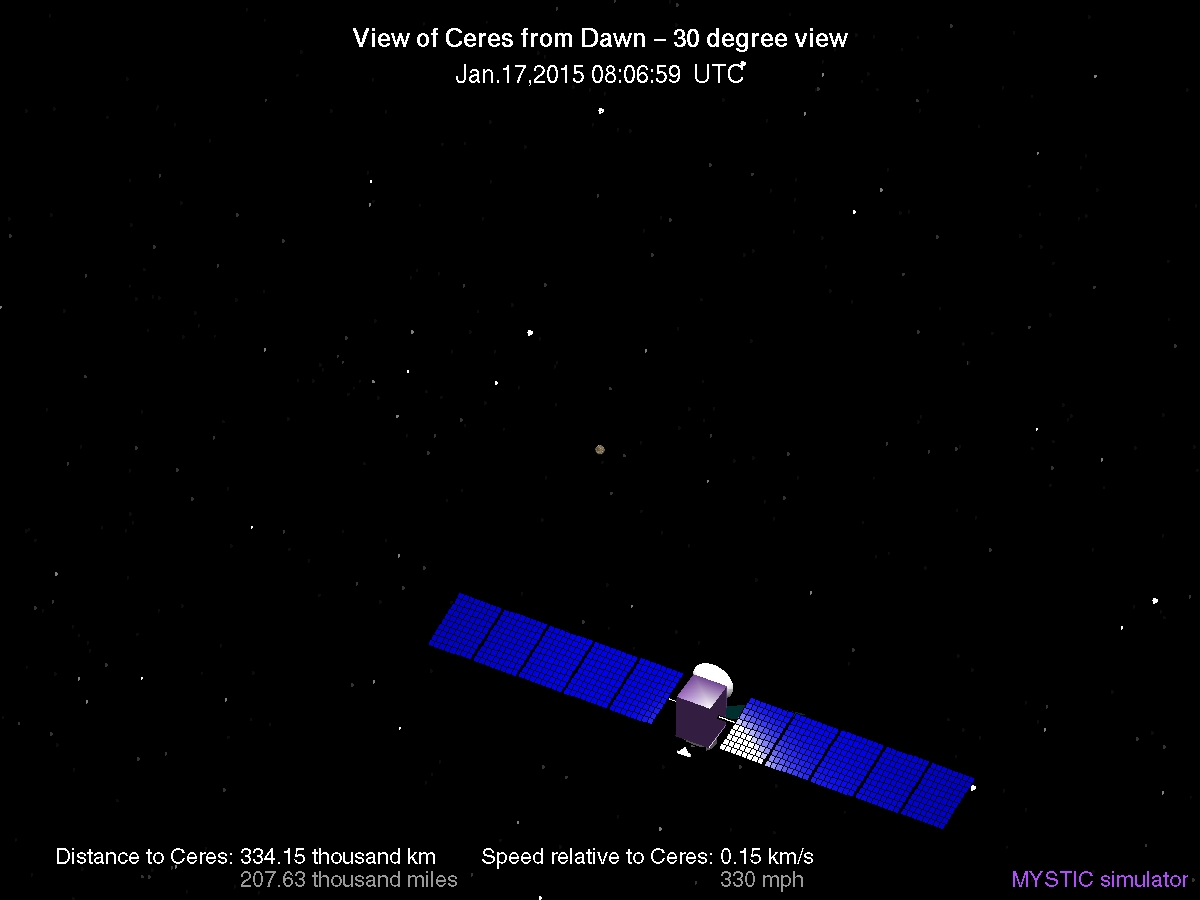 View of Ceres from Dawn – 30 degree view
Jan.17,2015 08:06:59 UTC
Distance to Ceres: 334.15 thousand km Speed relative to Ceres: 0.15 km/s
207.63 thousand miles 330 mph
MYSTIC simulator